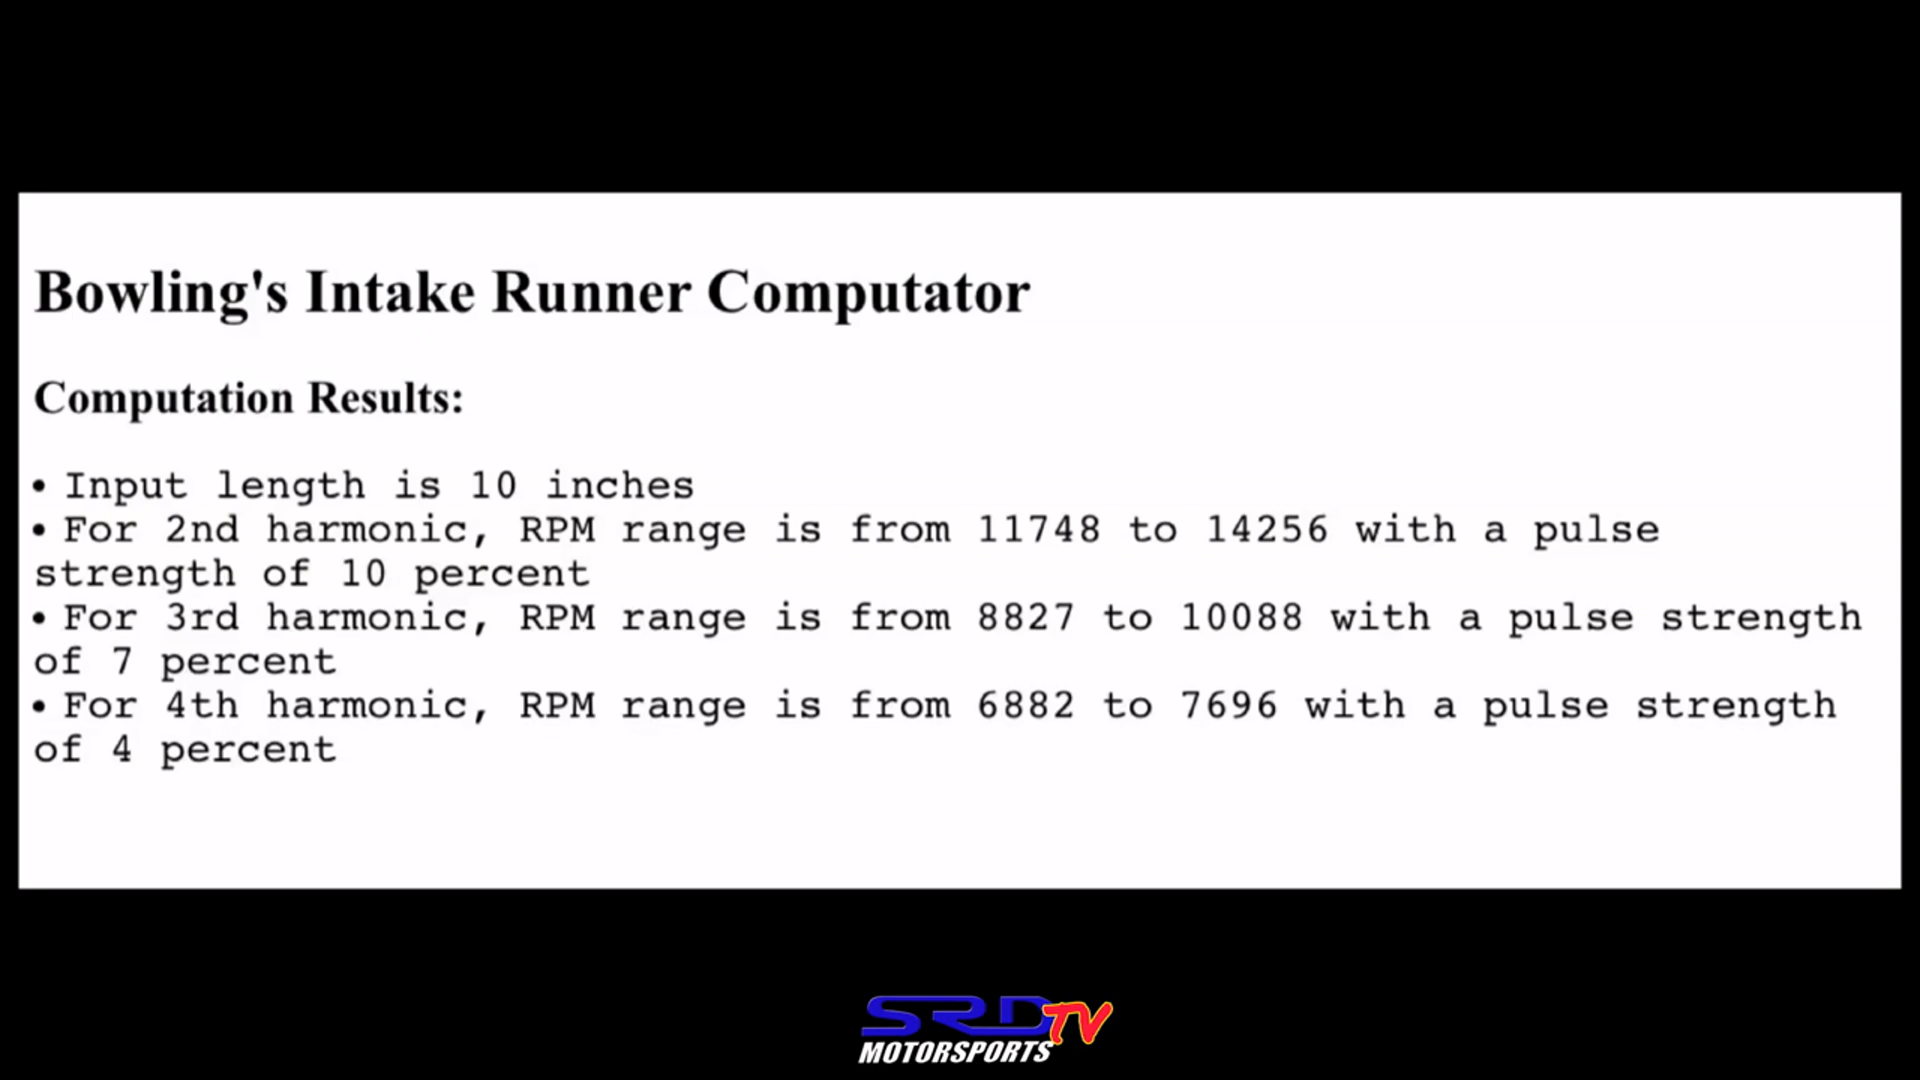 Bowling's Intake Runner Computator
Computation Results:
• Input length is 10 inches
• For 2nd harmonic, RPM range is from 11748 to 14256 with a pulse
strength of 10 percent
• For 3rd harmonic, RPM range is from 8827 to 10088 with a pulse strength
of 7 percent
• For 4th harmonic, RPM range is from 6882 to 7696 with a pulse strength
of 4 percent
SRD TV
MOTORSPORTS